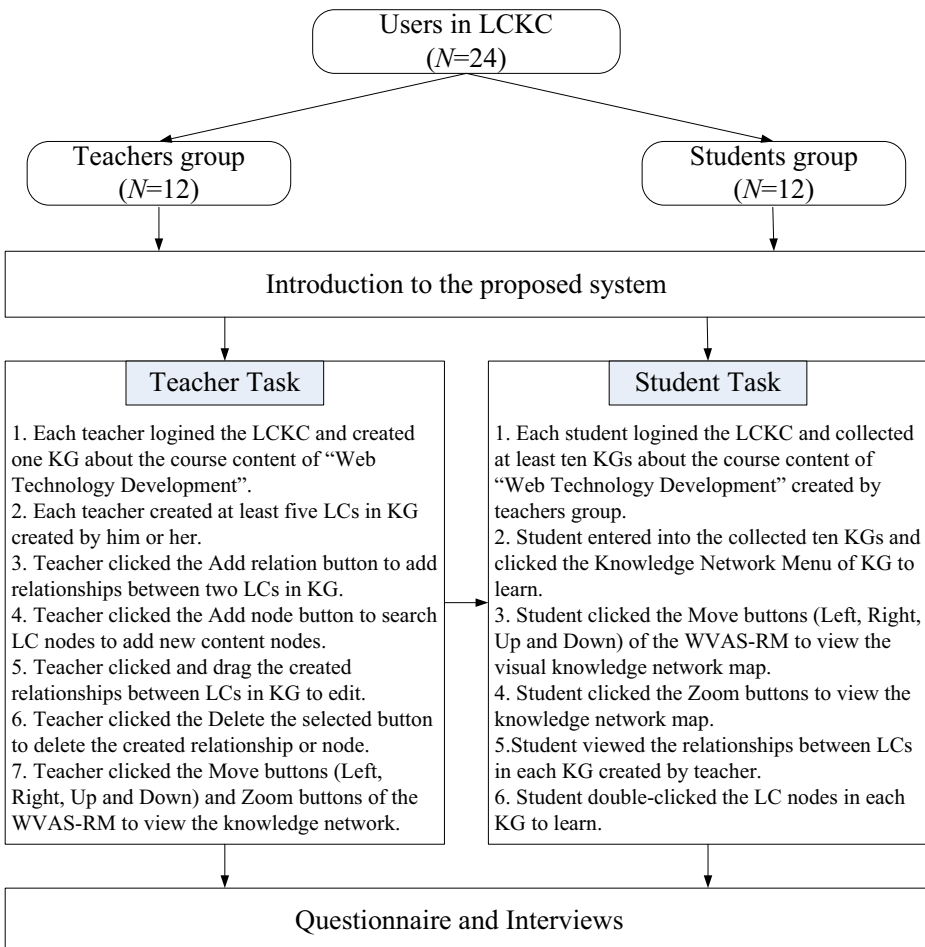 Users in LCKC
(N=24)
Teachers group
(N=12)
Students group
(N=12)
Introduction to the proposed system
Teacher Task
1. Each teacher logined the LCKC and created
one KG about the course content of “Web
Technology Development”.
2. Each teacher created at least five LCs in KG
created by him or her.
3. Teacher clicked the Add relation button to add
relationships between two LCs in KG.
4. Teacher clicked the Add node button to search
LC nodes to add new content nodes.
5. Teacher clicked and drag the created
relationships between LCs in KG to edit.
6. Teacher clicked the Delete the selected button
to delete the created relationship or node.
7. Teacher clicked the Move buttons (Left,
Right, Up and Down) and Zoom buttons of the
WVAS-RM to view the knowledge network.
Student Task
1. Each student logined the LCKC and collected
at least ten KGs about the course content of
“Web Technology Development” created by
teachers group.
2. Student entered into the collected ten KGs and
clicked the Knowledge Network Menu of KG to
learn.
3. Student clicked the Move buttons (Left, Right,
Up and Down) of the WVAS-RM to view the
visual knowledge network map.
4. Student clicked the Zoom buttons to view the
knowledge network map.
5.Student viewed the relationships between LCs
in each KG created by teacher.
6. Student double-clicked the LC nodes in each
KG to learn.
Questionnaire and Interviews